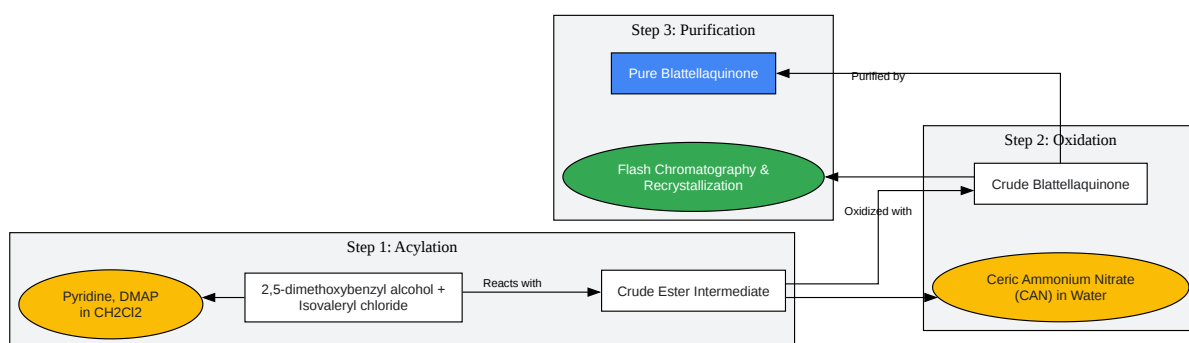 Step 3: Purification
Pure Blattellaquinone
Purified by
Flash Chromatography &
Recrystallization
Step 2: Oxidation
Crude Blattellaquinone
Oxidized with
Ceric Ammonium Nitrate
(CAN) in Water
Step 1: Acylation
Pyridine, DMAP
in CH2Cl2
2,5-dimethoxybenzyl alcohol +
Isovaleryl chloride
Reacts with
Crude Ester Intermediate